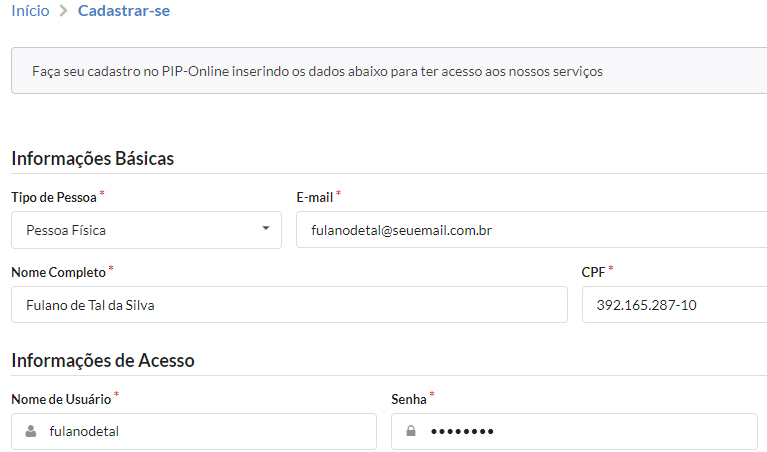 Início > Cadastrar-se
Faça seu cadastro no PIP-Online inserindo os dados abaixo para ter acesso aos nossos serviços
Informações Básicas
Tipo de Pessoa * E-mail *
Pessoa Física fulanodetal@seuemail.com.br
Nome Completo * CPF *
Fulano de Tal da Silva 392.165.287-10
Informações de Acesso
Nome de Usuário * Senha *
fulanodetal ••••••••